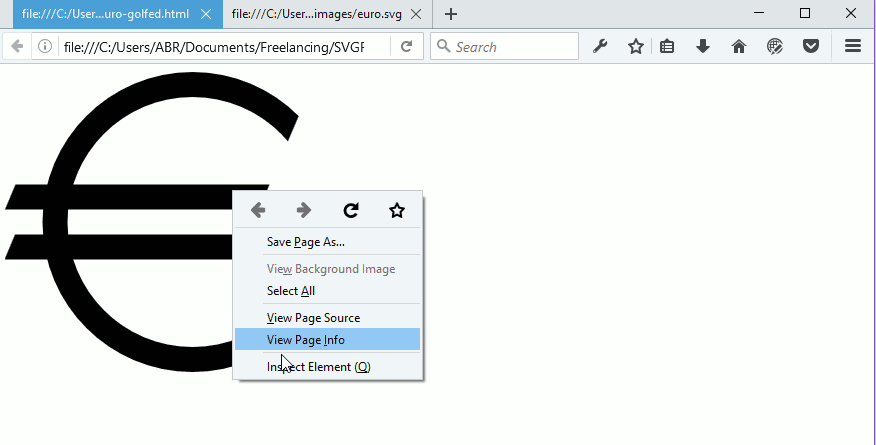 file:///C:/User...uro-golfed.html
file:///C:/User...images/euro.svg
file:///C:/Users/ABR/Documents/Freelancing/SVGF
Search
€
Save Page As...
View Background Image
Select All
View Page Source
View Page Info
Inspect Element (Q)